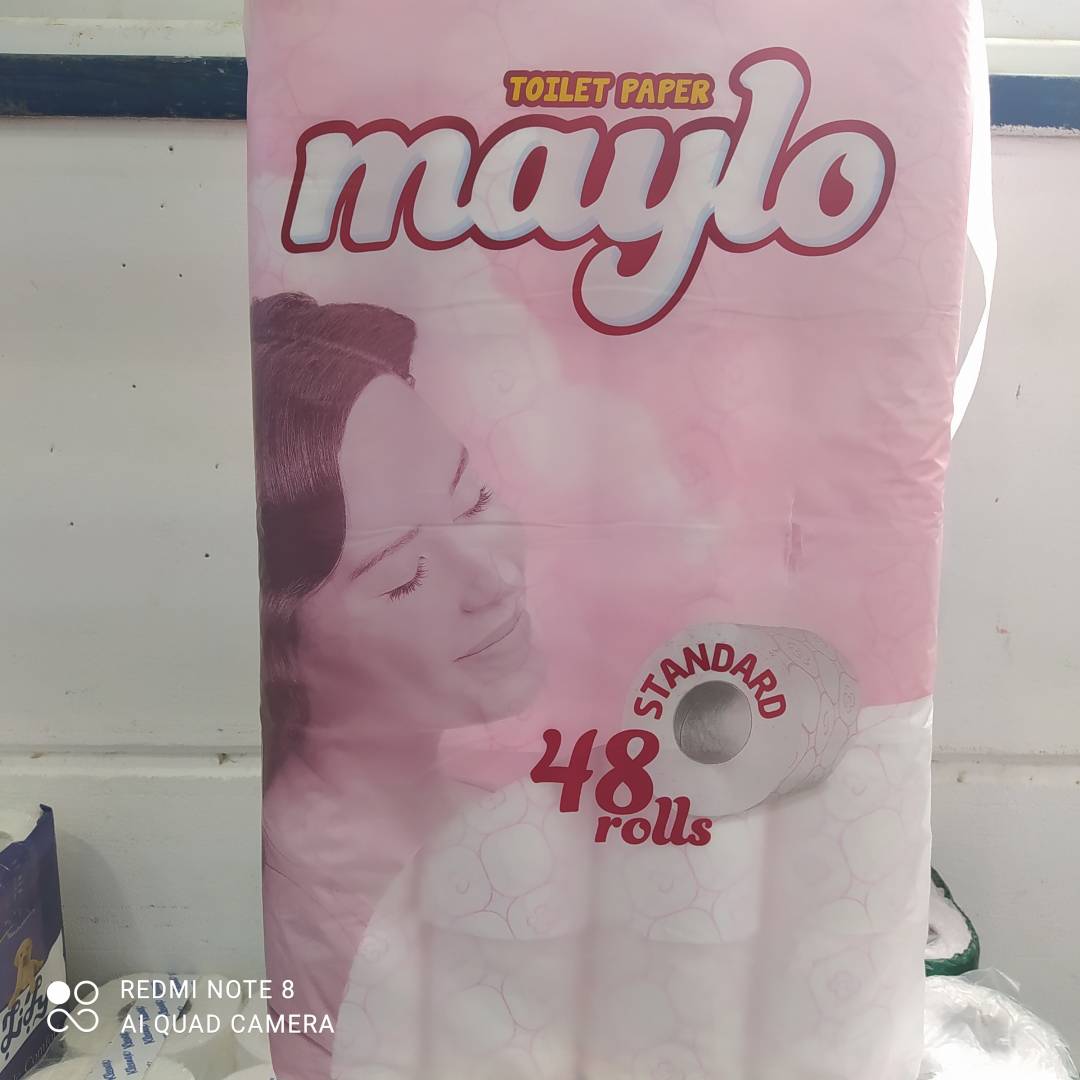 TOILET PAPER
maylo
STANDARD
48
rolls
REDMI NOTE 8
AI QUAD CAMERA